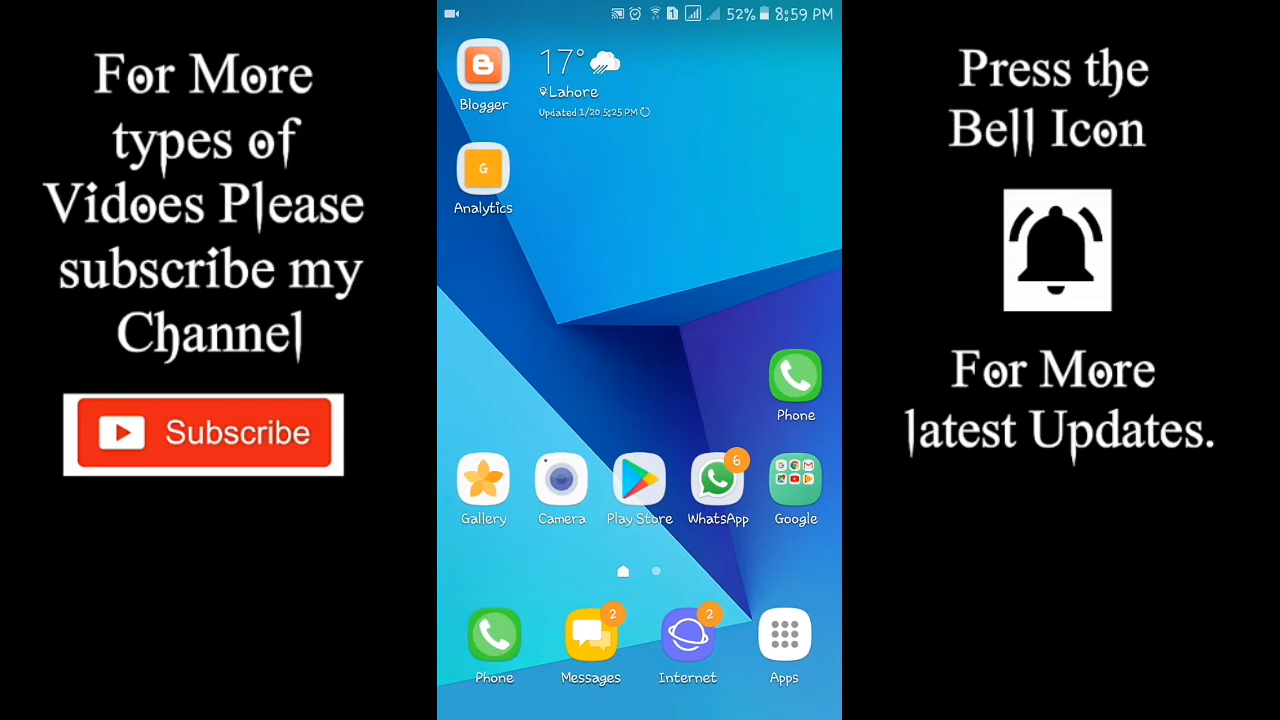 For More
types of
Vidoes Please
subscribe my
Channel
Subscribe
1 52% 8:59 PM
Blogger
17°
Lahore
Updated 1/20 5:25 PM
G
Analytics
Phone
6
Gallery Camera Play Store WhatsApp Google
2 2
Phone Messages Internet Apps
Press the
Bell Icon
For More
latest Updates.